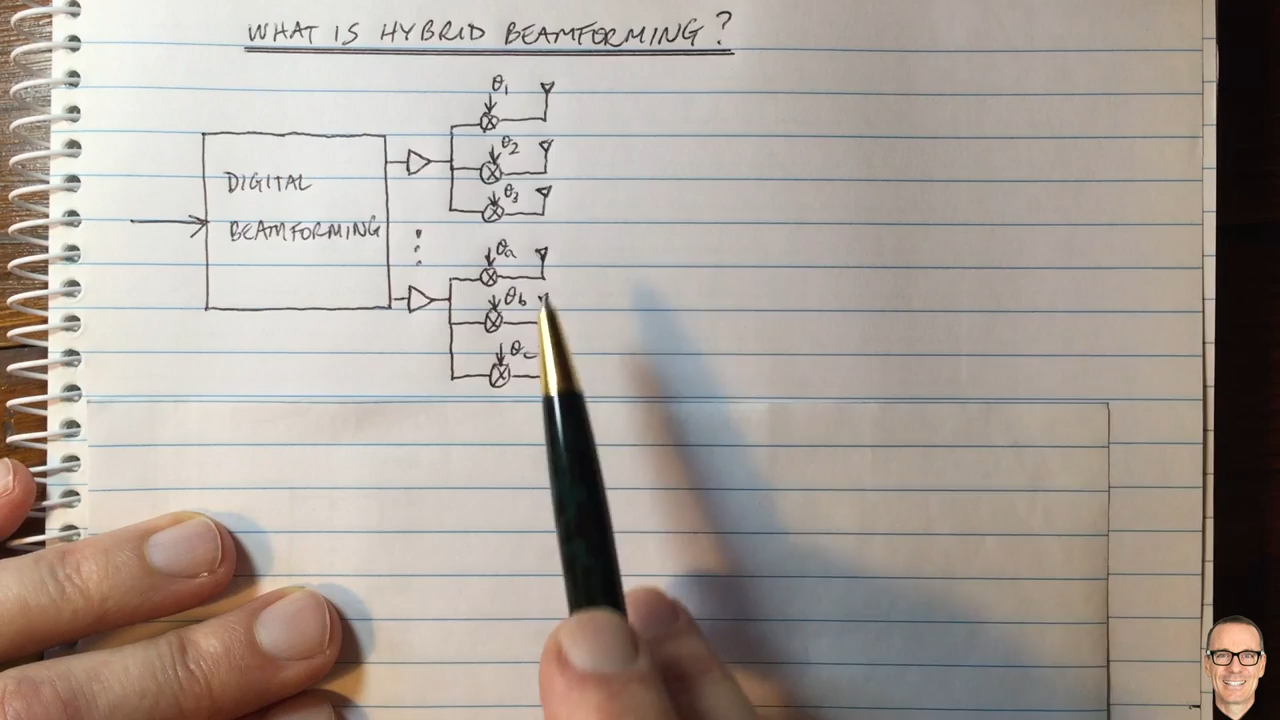 WHAT IS HYBRID BEAMFORMING?
θ1
θ2
θ3
DIGITAL
BEAMFORMING
θa
θb
θc